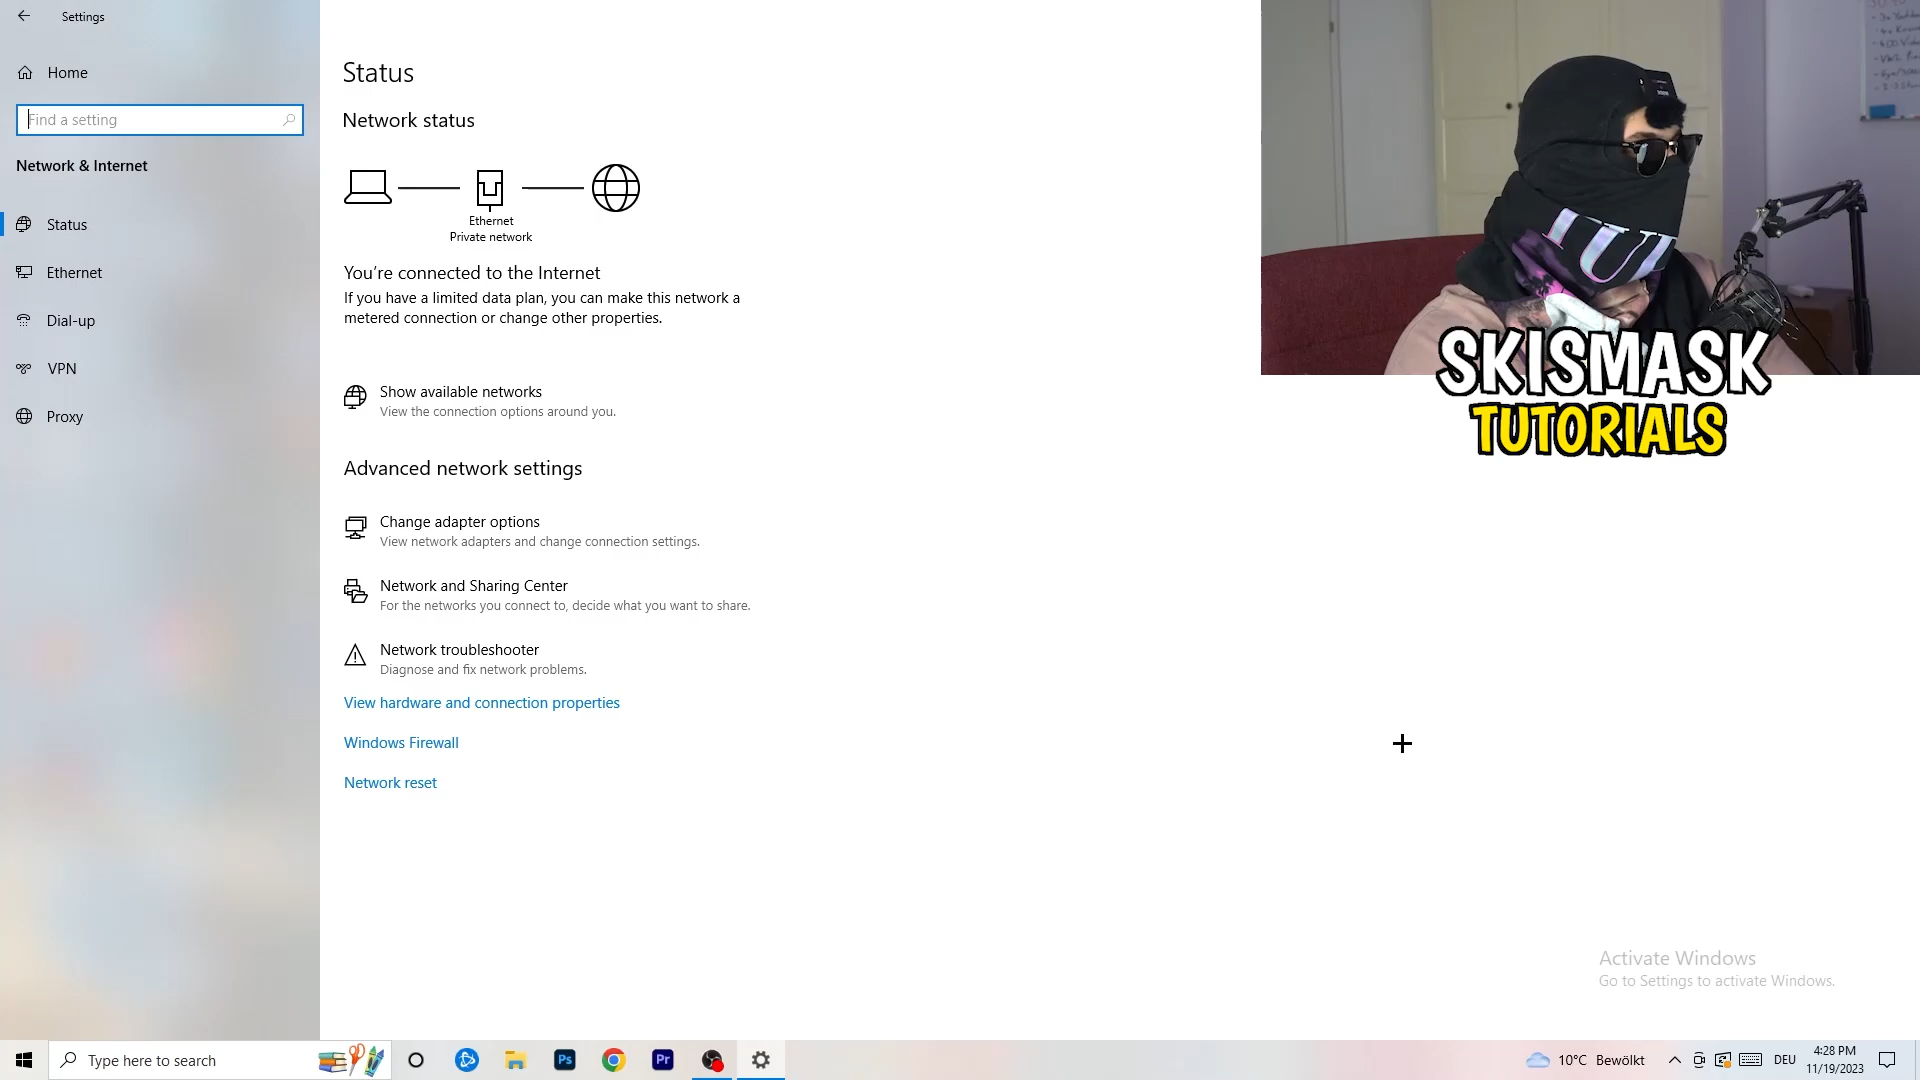 Settings
Home
Find a setting
Network & Internet
Status
Ethernet
Dial-up
VPN
Proxy
Status
Network status
Ethernet
Private network
You're connected to the Internet
If you have a limited data plan, you can make this network a
metered connection or change other properties.
Show available networks
View the connection options around you.
Advanced network settings
Change adapter options
View network adapters and change connection settings.
Network and Sharing Center
For the networks you connect to, decide what you want to share.
Network troubleshooter
Diagnose and fix network problems.
View hardware and connection properties
Windows Firewall
Network reset
SKISMASK
TUTORIALS
Activate Windows
Go to Settings to activate Windows.
Type here to search
Ps
Pr
10°C Bewölkt
DEU
4:28 PM
11/19/2023